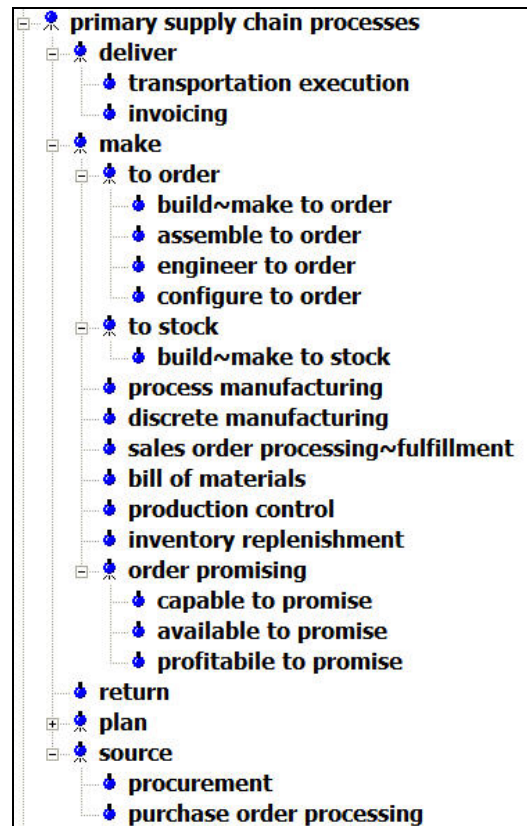 primary supply chain processes
deliver
transportation execution
invoicing
make
to order
build~make to order
assemble to order
engineer to order
configure to order
to stock
build~make to stock
process manufacturing
discrete manufacturing
sales order processing~fulfillment
bill of materials
production control
inventory replenishment
order promising
capable to promise
available to promise
profitabile to promise
return
plan
source
procurement
purchase order processing